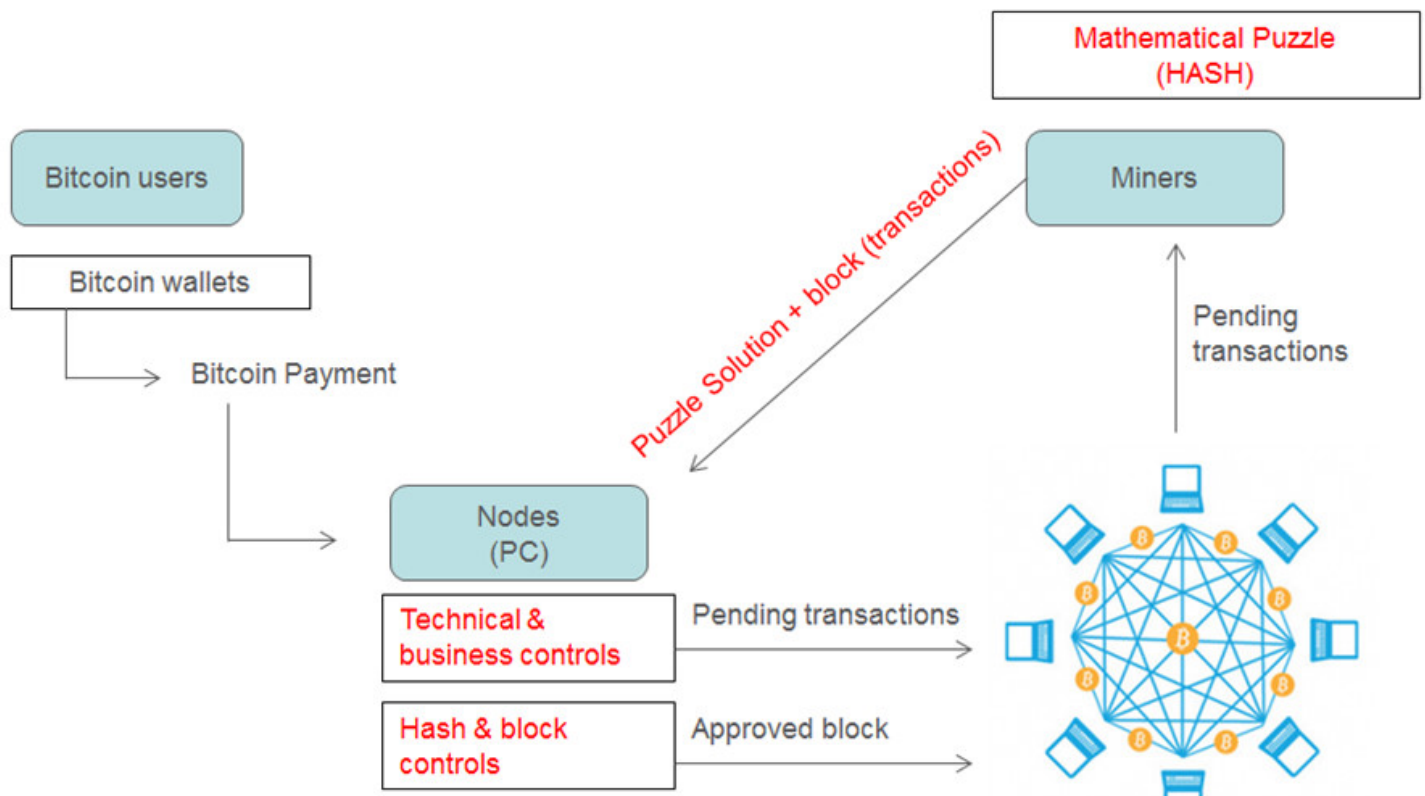 Mathematical Puzzle
(HASH)
Bitcoin users
Miners
Bitcoin wallets
Puzzle Solution + block (transactions)
Pending
transactions
Bitcoin Payment
Nodes
(PC)
Technical &
business controls
Pending transactions
Hash & block
controls
Approved block